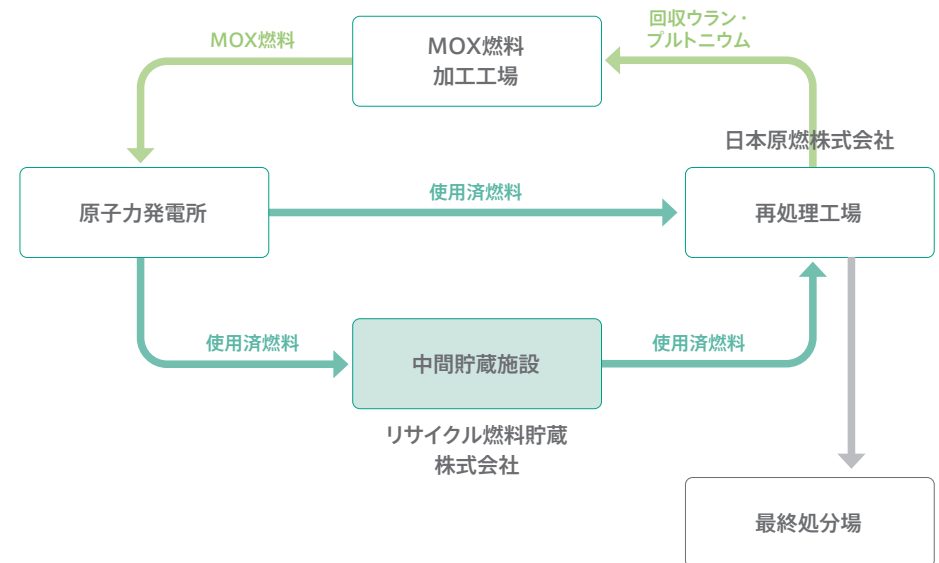 回収ウラン・
プルトニウム
MOX燃料
MOX燃料
加工工場
日本原燃株式会社
原子力発電所
使用済燃料
再処理工場
使用済燃料
中間貯蔵施設
使用済燃料
リサイクル燃料貯蔵
株式会社
最終処分場